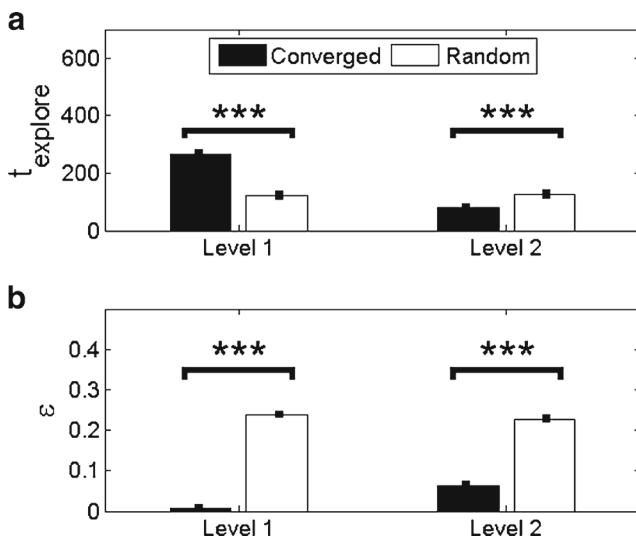 a
600
400
200
0
t explore
Converged Random
*** ***
Level 1 Level 2
b
0.4
0.3
0.2
0.1
0
ε
*** ***
Level 1 Level 2